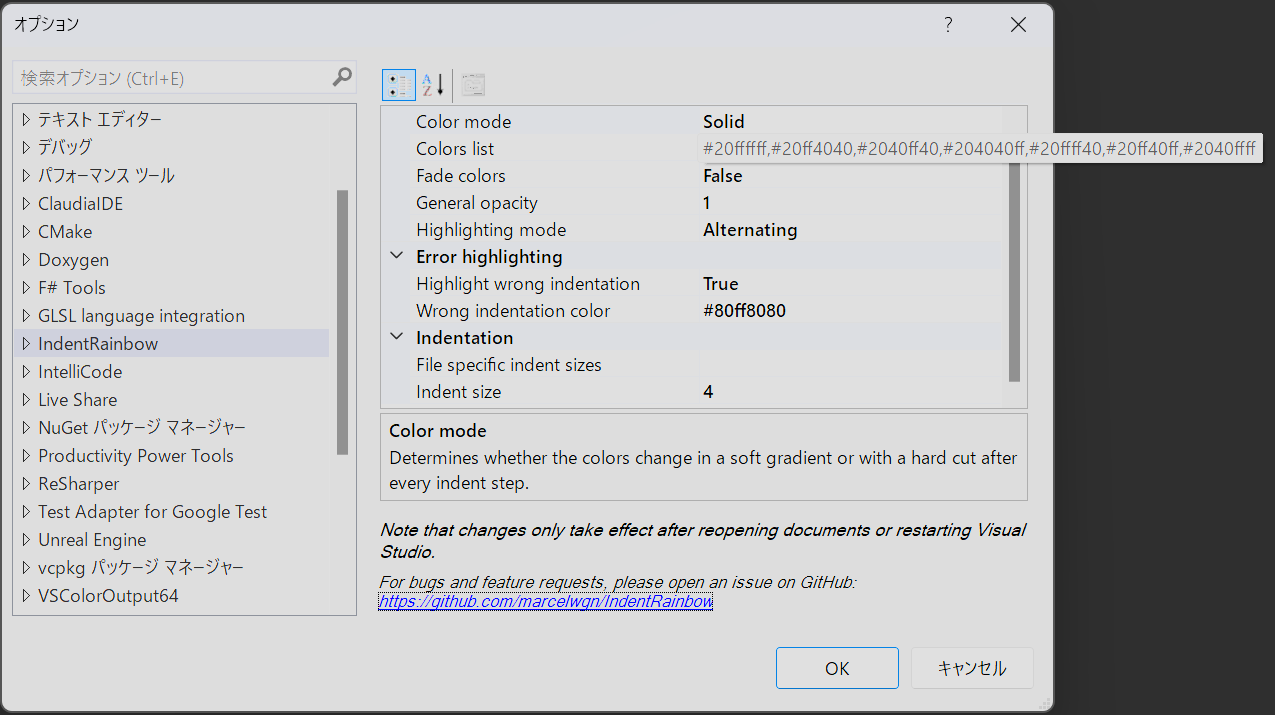 オプション
?
検索オプション (Ctrl+E)
テキスト エディター
デバッグ
パフォーマンス ツール
ClaudiaIDE
CMake
Doxygen
F# Tools
GLSL language integration
IndentRainbow
IntelliCode
Live Share
NuGet パッケージ マネージャー
Productivity Power Tools
ReSharper
Test Adapter for Google Test
Unreal Engine
vcpkg パッケージ マネージャー
VSColorOutput64
A
Z
Color mode Solid
Colors list #20ffffff,#20ff4040,#2040ff40,#204040ff,#20ffff40,#20ff40ff,#2040ffff
Fade colors False
General opacity 1
Highlighting mode Alternating
Error highlighting
Highlight wrong indentation True
Wrong indentation color #80ff8080
Indentation
File specific indent sizes
Indent size 4
Color mode
Determines whether the colors change in a soft gradient or with a hard cut after
every indent step.
Note that changes only take effect after reopening documents or restarting Visual
Studio.
For bugs and feature requests, please open an issue on GitHub:
https://github.com/marcelwgn/IndentRainbow
OK
キャンセル